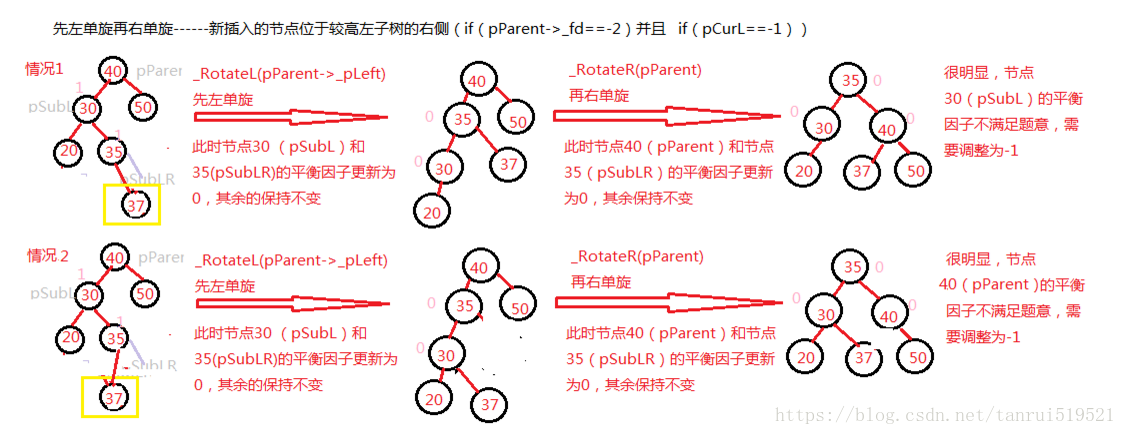 先左单旋再右单旋------新插入的节点位于较高左子树的右侧（if（pParent->_fd==-2）并且 if（pCurL==-1））
情况1
40
pParen
1
pSubL
30
50
20
35
1
pSubLR
37
_RotateL(pParent->_pLeft)
先左单旋
此时节点30 （pSubL）和
35(pSubLR)的平衡因子更新为
0，其余的保持不变
40
0
35
50
30
37
20
_RotateR(pParent)
再右单旋
此时节点40（pParent）和节点
35（pSubLR）的平衡因子更新
为0，其余保持不变
35
0
0
30
40
0
20
37
50
很明显，节点
30（pSubL）的平衡
因子不满足题意，需
要调整为-1
情况.2
40
pParen
1
pSubL
30
50
20
35
1
pSubLR
37
_RotateL(pParent->_pLeft)
先左单旋
此时节点30 （pSubL）和
35(pSubLR)的平衡因子更新为
0，其余的保持不变
40
0
35
50
0
30
20
37
_RotateR(pParent)
再右单旋
此时节点40（pParent）和节点
35（pSubLR）的平衡因子更新
为0，其余保持不变
35
0
0
30
40
0
20
37
50
很明显，节点
40（pParent）的平衡
因子不满足题意，需
要调整为-1
https://blog.csdn.net/tanrui519521